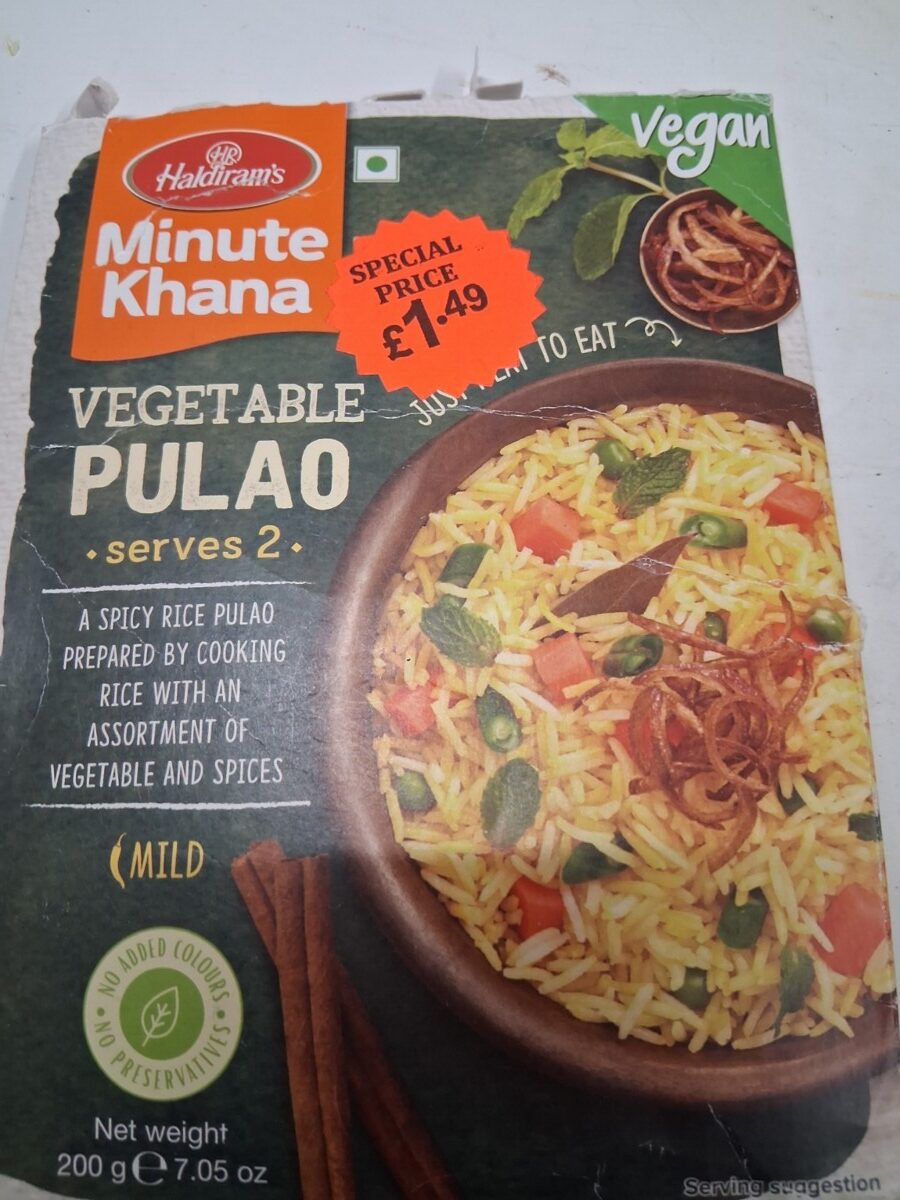 Vegan
HR
Haldiram's
Minute
Khana
SPECIAL
PRICE
£1.49
TO EAT
VEGETABLE
PULAO
• serves 2 •
A SPICY RICE PULAO
PREPARED BY COOKING
RICE WITH AN
ASSORTMENT OF
VEGETABLE AND SPICES
MILD
NO ADDED COLOURS •
NO PRESERVATIVES •
Net weight
200 g ℮ 7.05 oz
Serving suggestion